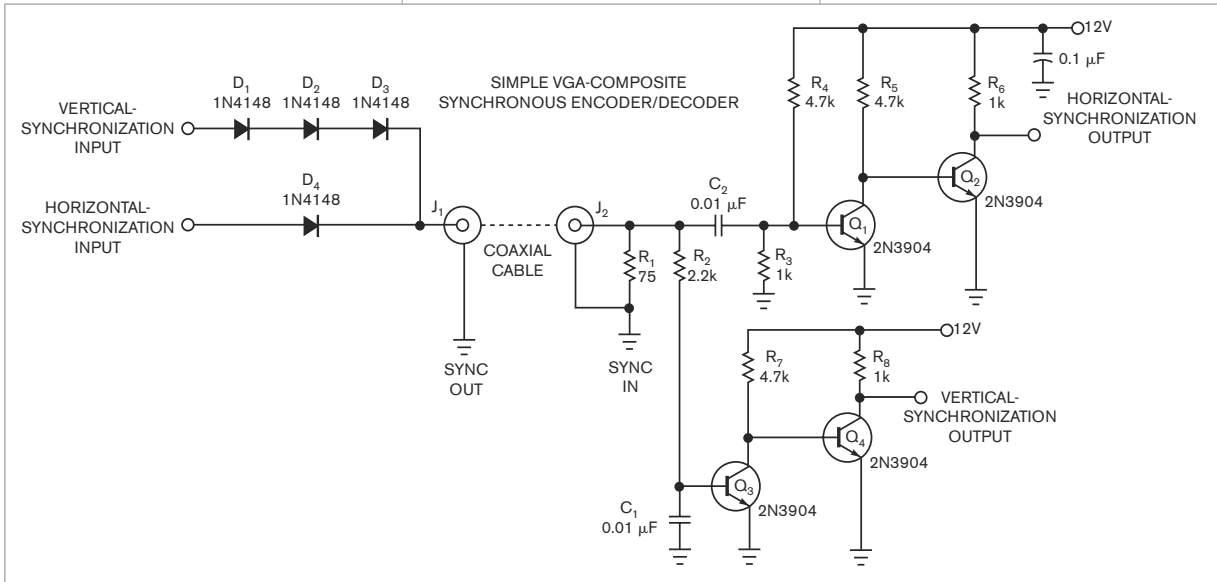 SIMPLE VGA-COMPOSITE
SYNCHRONOUS ENCODER/DECODER
VERTICAL-
SYNCHRONIZATION
INPUT
D1
1N4148
D2
1N4148
D3
1N4148
HORIZONTAL-
SYNCHRONIZATION
INPUT
D4
1N4148
J1
COAXIAL
CABLE
J2
SYNC
OUT
SYNC
IN
R1
75
R2
2.2k
C2
0.01 μF
R3
1k
R4
4.7k
R5
4.7k
R6
1k
12V
0.1 μF
HORIZONTAL-
SYNCHRONIZATION
OUTPUT
Q1
2N3904
Q2
2N3904
12V
R7
4.7k
R8
1k
VERTICAL-
SYNCHRONIZATION
OUTPUT
Q4
2N3904
Q3
2N3904
C1
0.01 μF